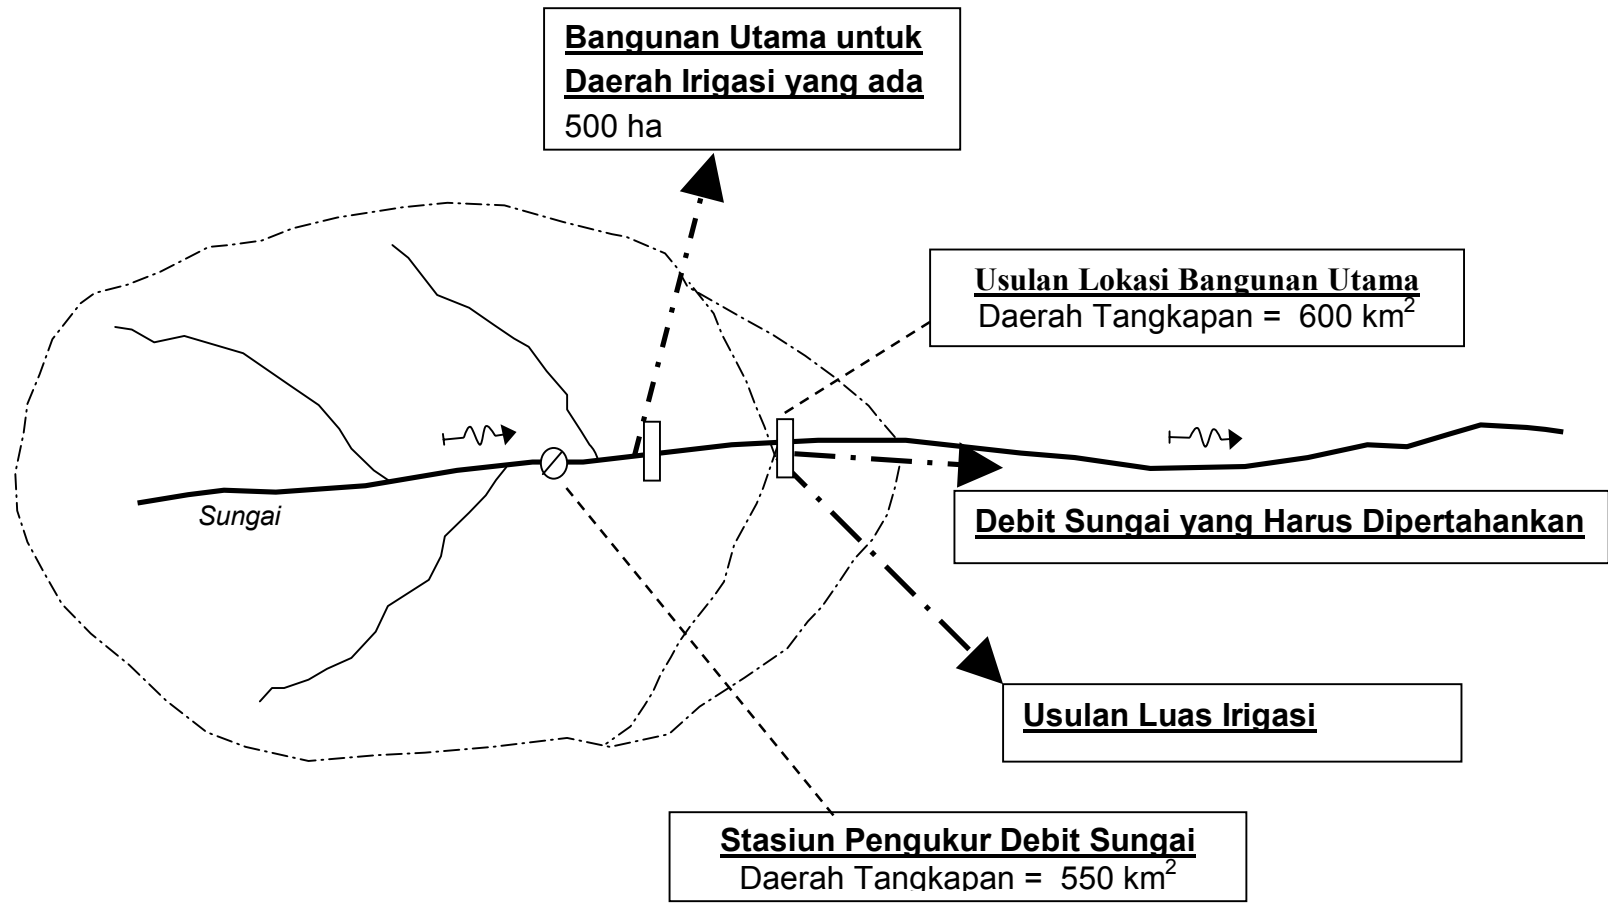 Bangunan Utama untuk
Daerah Irigasi yang ada
500 ha
Usulan Lokasi Bangunan Utama
Daerah Tangkapan = 600 km²
Sungai
Debit Sungai yang Harus Dipertahankan
Usulan Luas Irigasi
Stasiun Pengukur Debit Sungai
Daerah Tangkapan = 550 km²